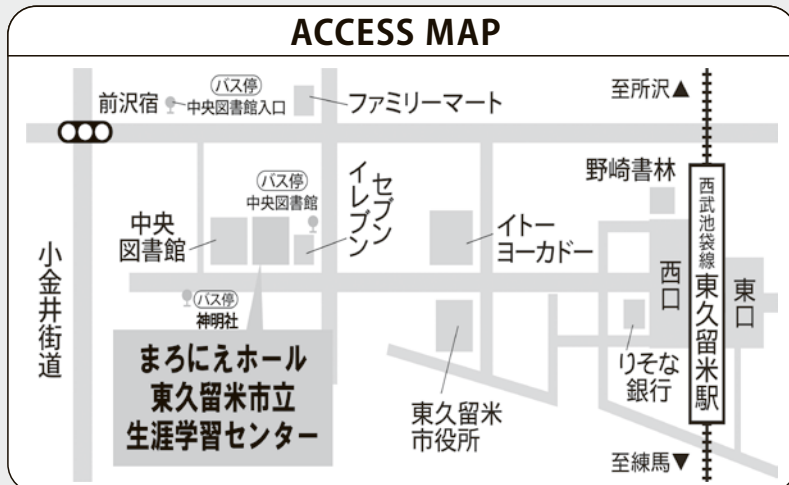 ACCESS MAP
バス停
前沢宿
中央図書館入口
ファミリーマート
至所沢▲
野崎書林
バス停
中央図書館
セブン
イレブン
中央
図書館
イトー
ヨーカドー
西武池袋線
東久留米駅
西口
東口
小金井街道
バス停
神明社
まろにえホール
東久留米市立
生涯学習センター
東久留米
市役所
りそな
銀行
至練馬▼